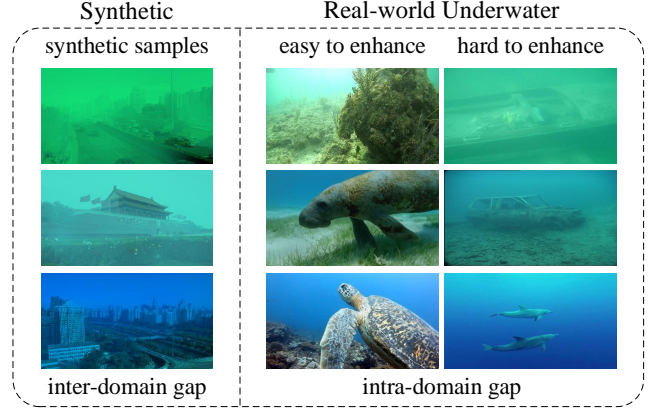 Synthetic
Real-world Underwater
synthetic samples
easy to enhance
hard to enhance
inter-domain gap
intra-domain gap